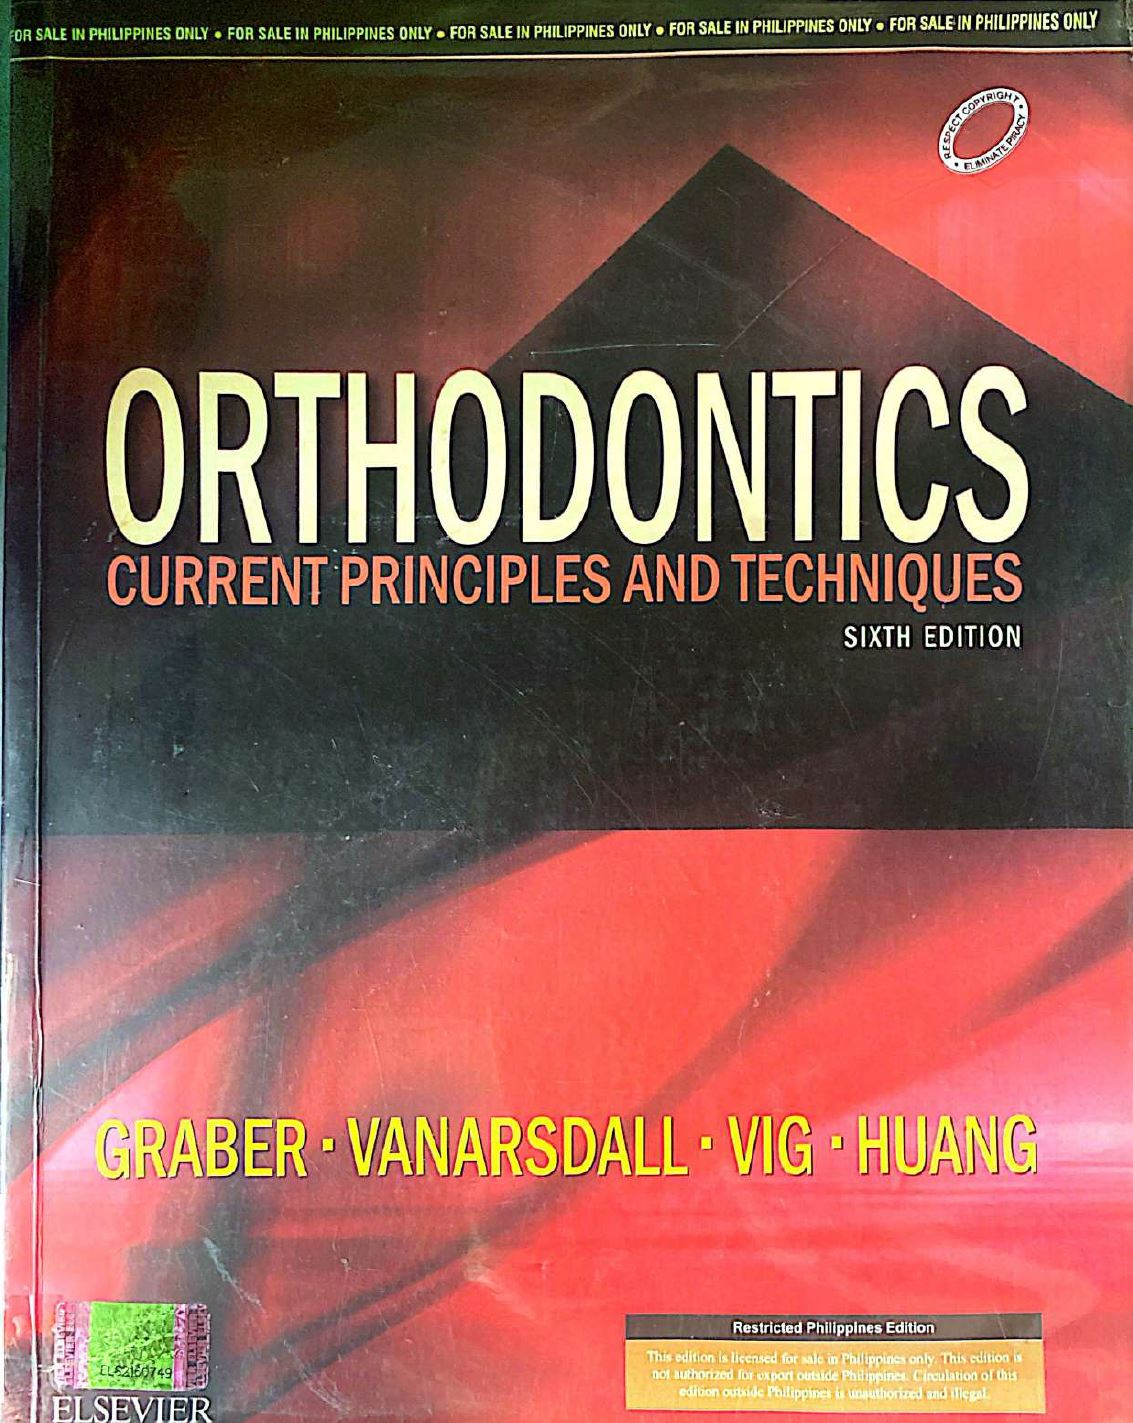 FOR SALE IN PHILIPPINES ONLY • FOR SALE IN PHILIPPINES ONLY • FOR SALE IN PHILIPPINES ONLY • FOR SALE IN PHILIPPINES ONLY • FOR SALE IN PHILIPPINES ONLY
RESPECT COPYRIGHT • ELIMINATE PIRACY •
ORTHODONTICS
CURRENT PRINCIPLES AND TECHNIQUES
SIXTH EDITION
GRABER · VANARSDALL · VIG · HUANG
ELSEVIER
Restricted Philippines Edition
This edition is licensed for sale in Philippines only. This edition is
not authorized for export outside Philippines. Circulation of this
edition outside Philippines is unauthorized and illegal.